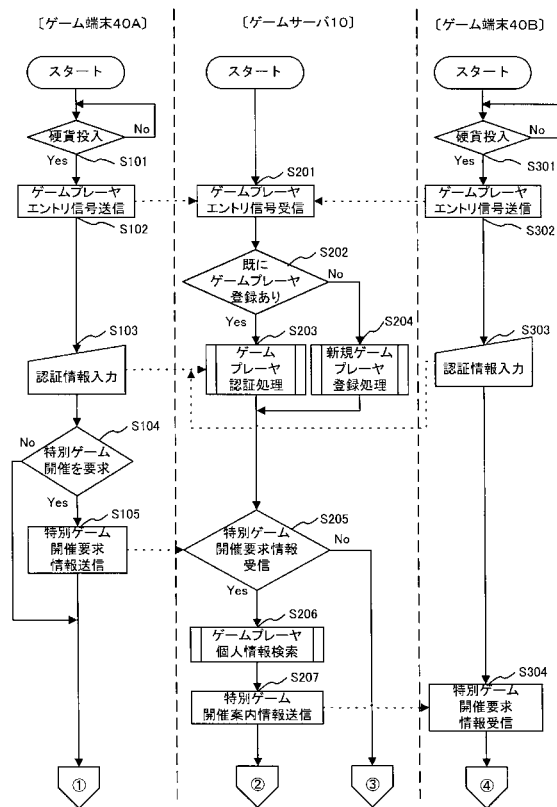 〔ゲーム端末40A〕
スタート
硬貨投入
No
Yes
S101
ゲームプレーヤ
エントリ信号送信
S102
S103
認証情報入力
S104
No
特別ゲーム
開催を要求
Yes
S105
特別ゲーム
開催要求
情報送信
①
〔ゲームサーバ10〕
スタート
S201
ゲームプレーヤ
エントリ信号受信
S202
既に
ゲームプレーヤ
登録あり
No
Yes
S203
ゲーム
プレーヤ
認証処理
S204
新規ゲーム
プレーヤ
登録処理
S205
特別ゲーム
開催要求情報
受信
No
Yes
S206
ゲームプレーヤ
個人情報検索
S207
特別ゲーム
開催案内情報送信
②
③
〔ゲーム端末40B〕
スタート
硬貨投入
No
Yes
S301
ゲームプレーヤ
エントリ信号送信
S302
S303
認証情報入力
S304
特別ゲーム
開催要求
情報受信
④